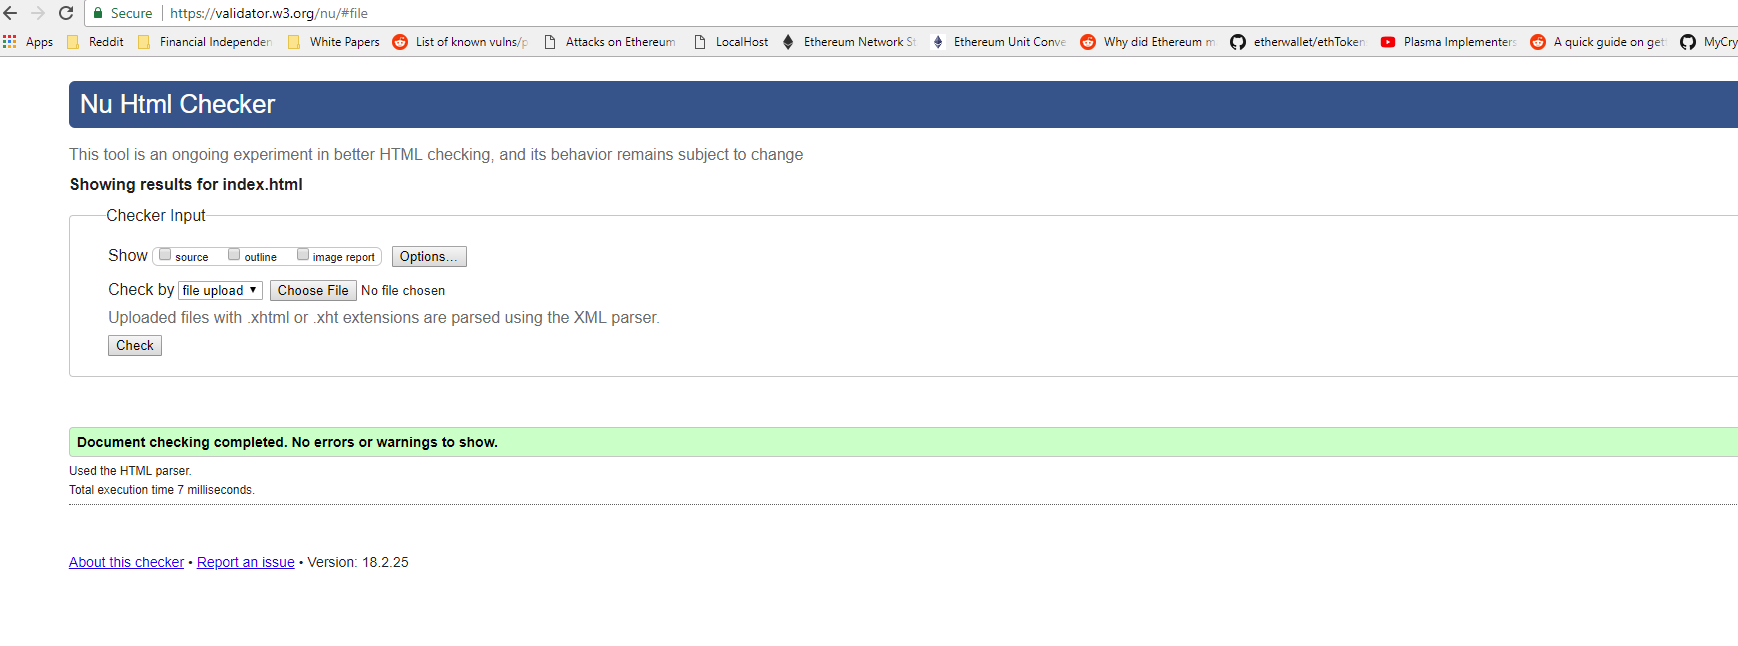 Secure https://validator.w3.org/nu/#file
Apps Reddit Financial Independen White Papers List of known vulns/p Attacks on Ethereum LocalHost Ethereum Network St Ethereum Unit Conve Why did Ethereum m etherwallet/ethToken Plasma Implementers A quick guide on gett MyCry
Nu Html Checker
This tool is an ongoing experiment in better HTML checking, and its behavior remains subject to change
Showing results for index.html
Checker Input
Show source outline image report Options...
Check by file upload Choose File No file chosen
Uploaded files with .xhtml or .xht extensions are parsed using the XML parser.
Check
Document checking completed. No errors or warnings to show.
Used the HTML parser.
Total execution time 7 milliseconds.
About this checker • Report an issue • Version: 18.2.25